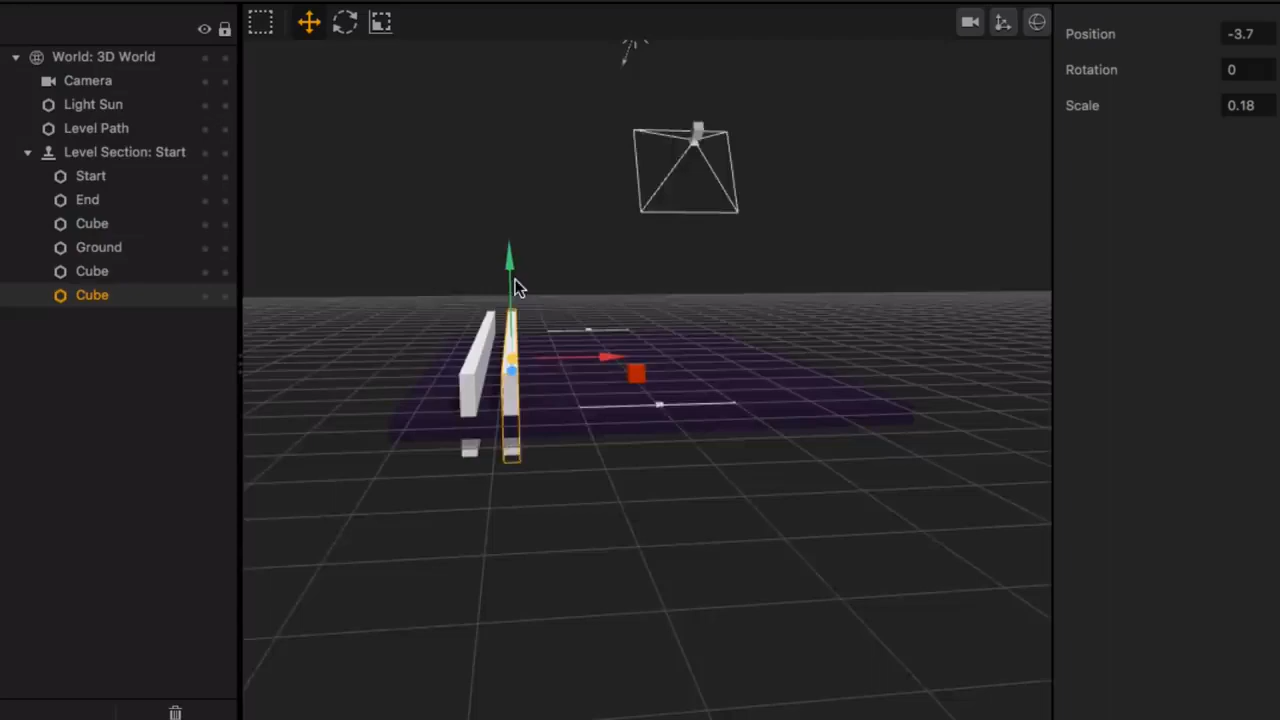 World: 3D World
Camera
Light Sun
Level Path
Level Section: Start
Start
End
Cube
Ground
Cube
Cube
Position -3.7
Rotation 0
Scale 0.18